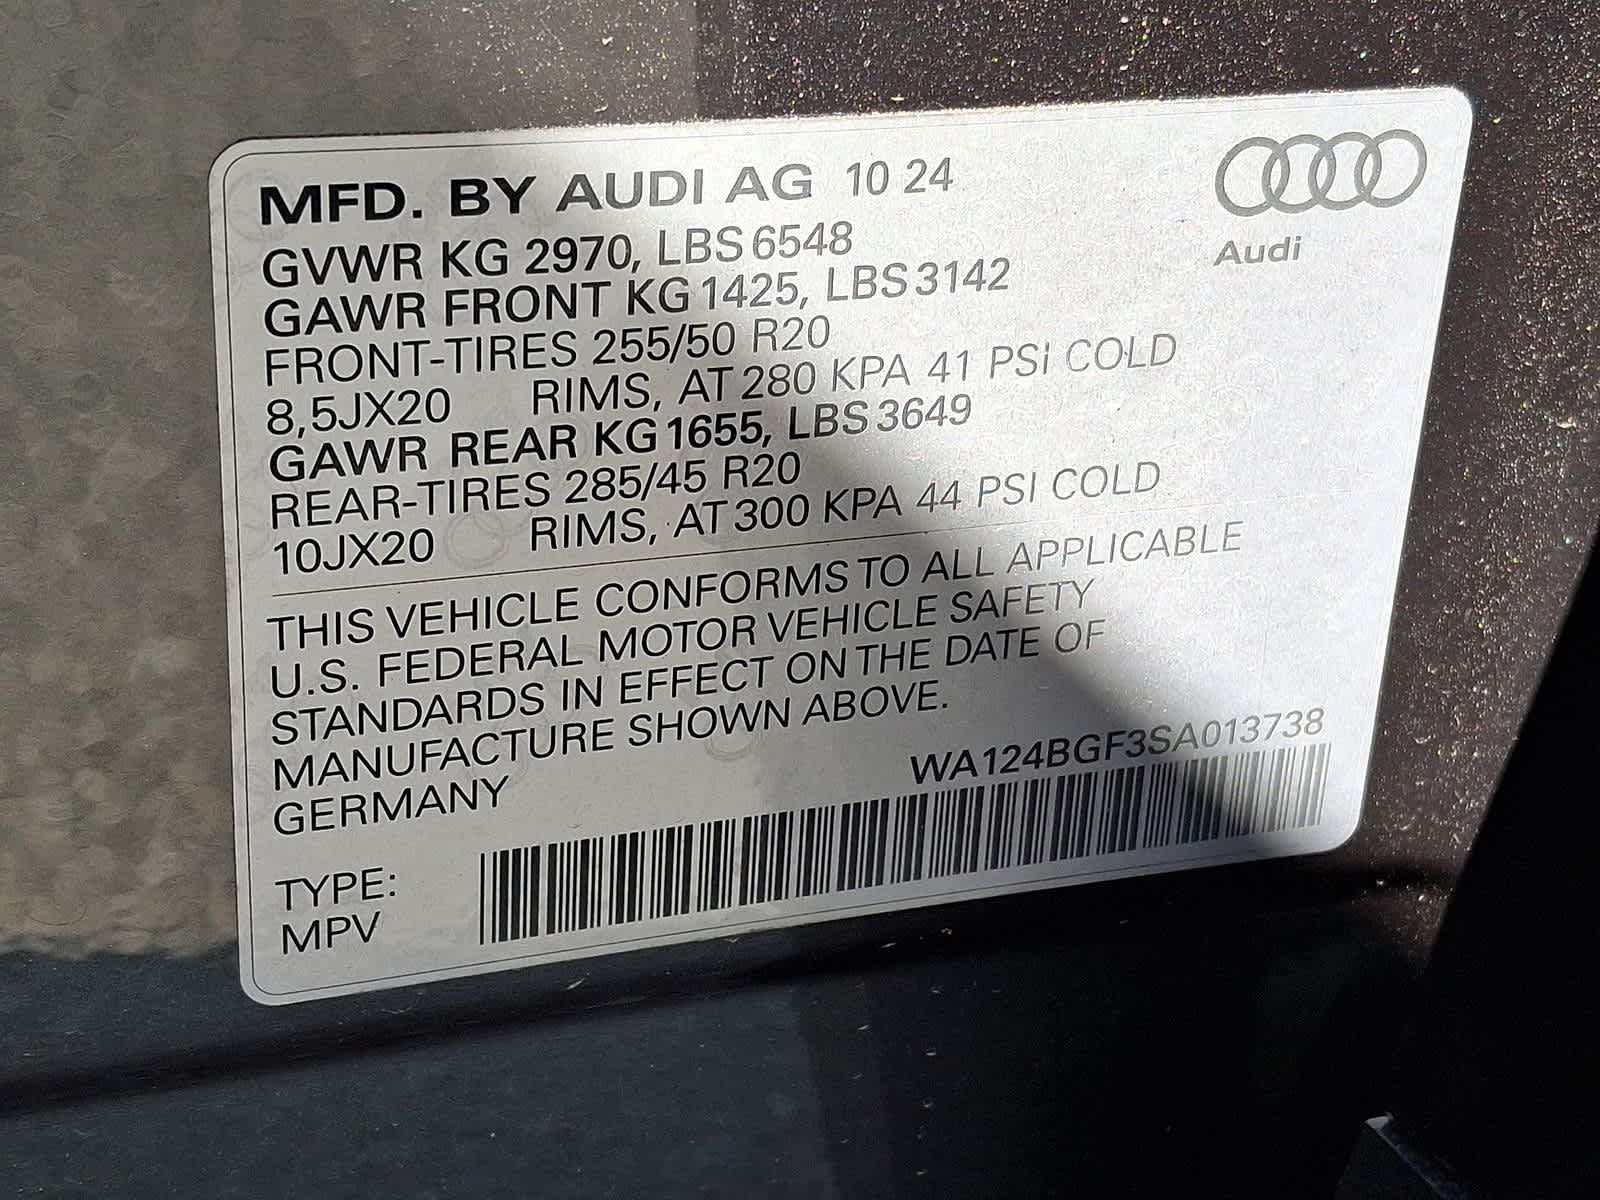 MFD. BY AUDI AG 10 24
Audi
GVWR KG 2970, LBS 6548
GAWR FRONT KG 1425, LBS 3142
FRONT-TIRES 255/50 R20
8,5JX20 RIMS, AT 280 KPA 41 PSi COLD
GAWR REAR KG 1655, LBS 3649
REAR-TIRES 285/45 R20
10JX20 RIMS, AT 300 KPA 44 PSI COLD
THIS VEHICLE CONFORMS TO ALL APPLICABLE
U.S. FEDERAL MOTOR VEHICLE SAFETY
STANDARDS IN EFFECT ON THE DATE OF
MANUFACTURE SHOWN ABOVE.
GERMANY
WA124BGF3SA013738
TYPE:
MPV